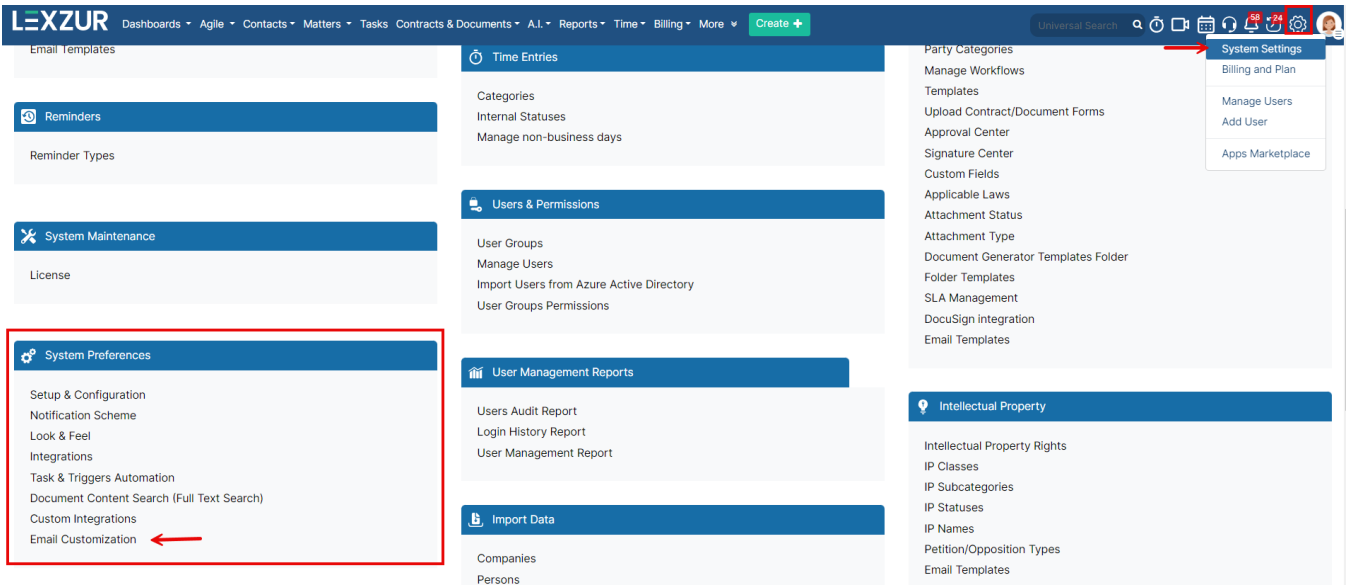 LEXZUR
Dashboards Agile Contacts Matters Tasks Contracts & Documents A.I. Reports Time Billing More Create + Universal Search 58 24
System Settings
Billing and Plan
Manage Users
Add User
Apps Marketplace
Email Templates
Reminders
Reminder Types
System Maintenance
License
System Preferences
Setup & Configuration
Notification Scheme
Look & Feel
Integrations
Task & Triggers Automation
Document Content Search (Full Text Search)
Custom Integrations
Email Customization
Time Entries
Categories
Internal Statuses
Manage non-business days
Users & Permissions
User Groups
Manage Users
Import Users from Azure Active Directory
User Groups Permissions
User Management Reports
Users Audit Report
Login History Report
User Management Report
Import Data
Companies
Persons
Party Categories
Manage Workflows
Templates
Upload Contract/Document Forms
Approval Center
Signature Center
Custom Fields
Applicable Laws
Attachment Status
Attachment Type
Document Generator Templates Folder
Folder Templates
SLA Management
DocuSign integration
Email Templates
Intellectual Property
Intellectual Property Rights
IP Classes
IP Subcategories
IP Statuses
IP Names
Petition/Opposition Types
Email Templates